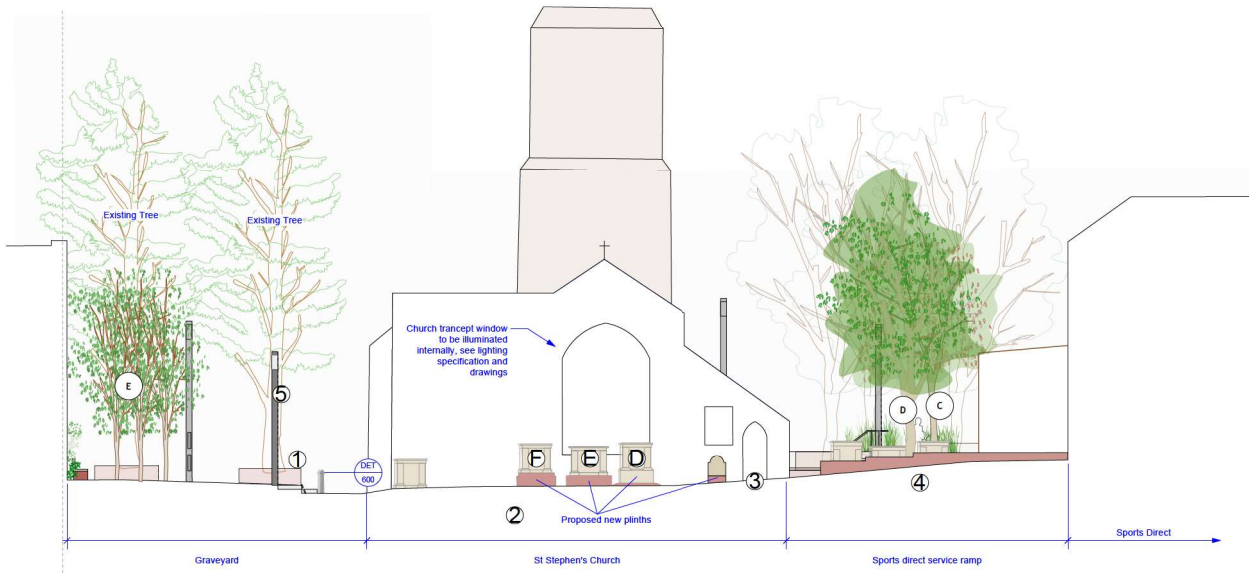 Existing Tree
Existing Tree
Church trancept window
to be illuminated
internally, see lighting
specification and
drawings
E
5
D
C
1
DET
600
F
E
D
3
4
2
Proposed new plinths
Graveyard
St Stephen's Church
Sports direct service ramp
Sports Direct